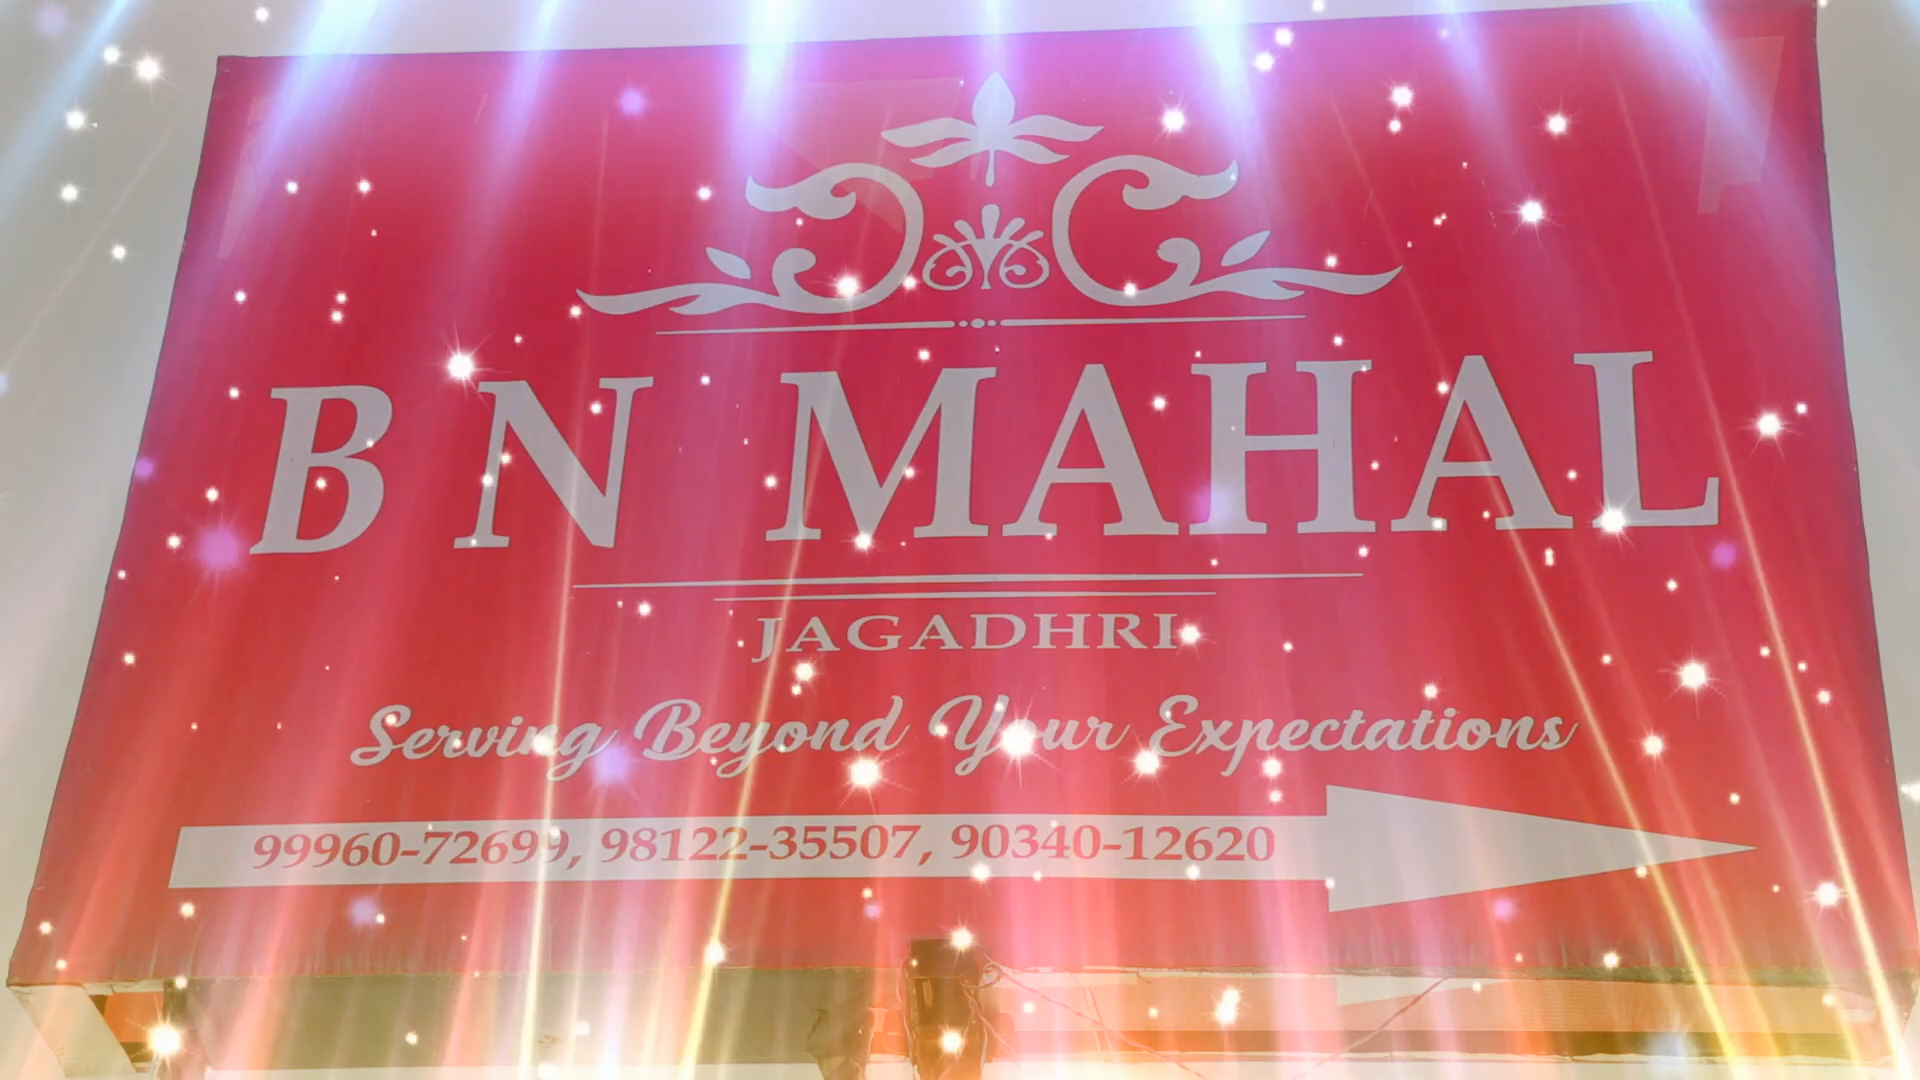 B N MAHAL
JAGADHRI
Serving Beyond Your Expectations
99960-72699, 98122-35507, 90340-12620